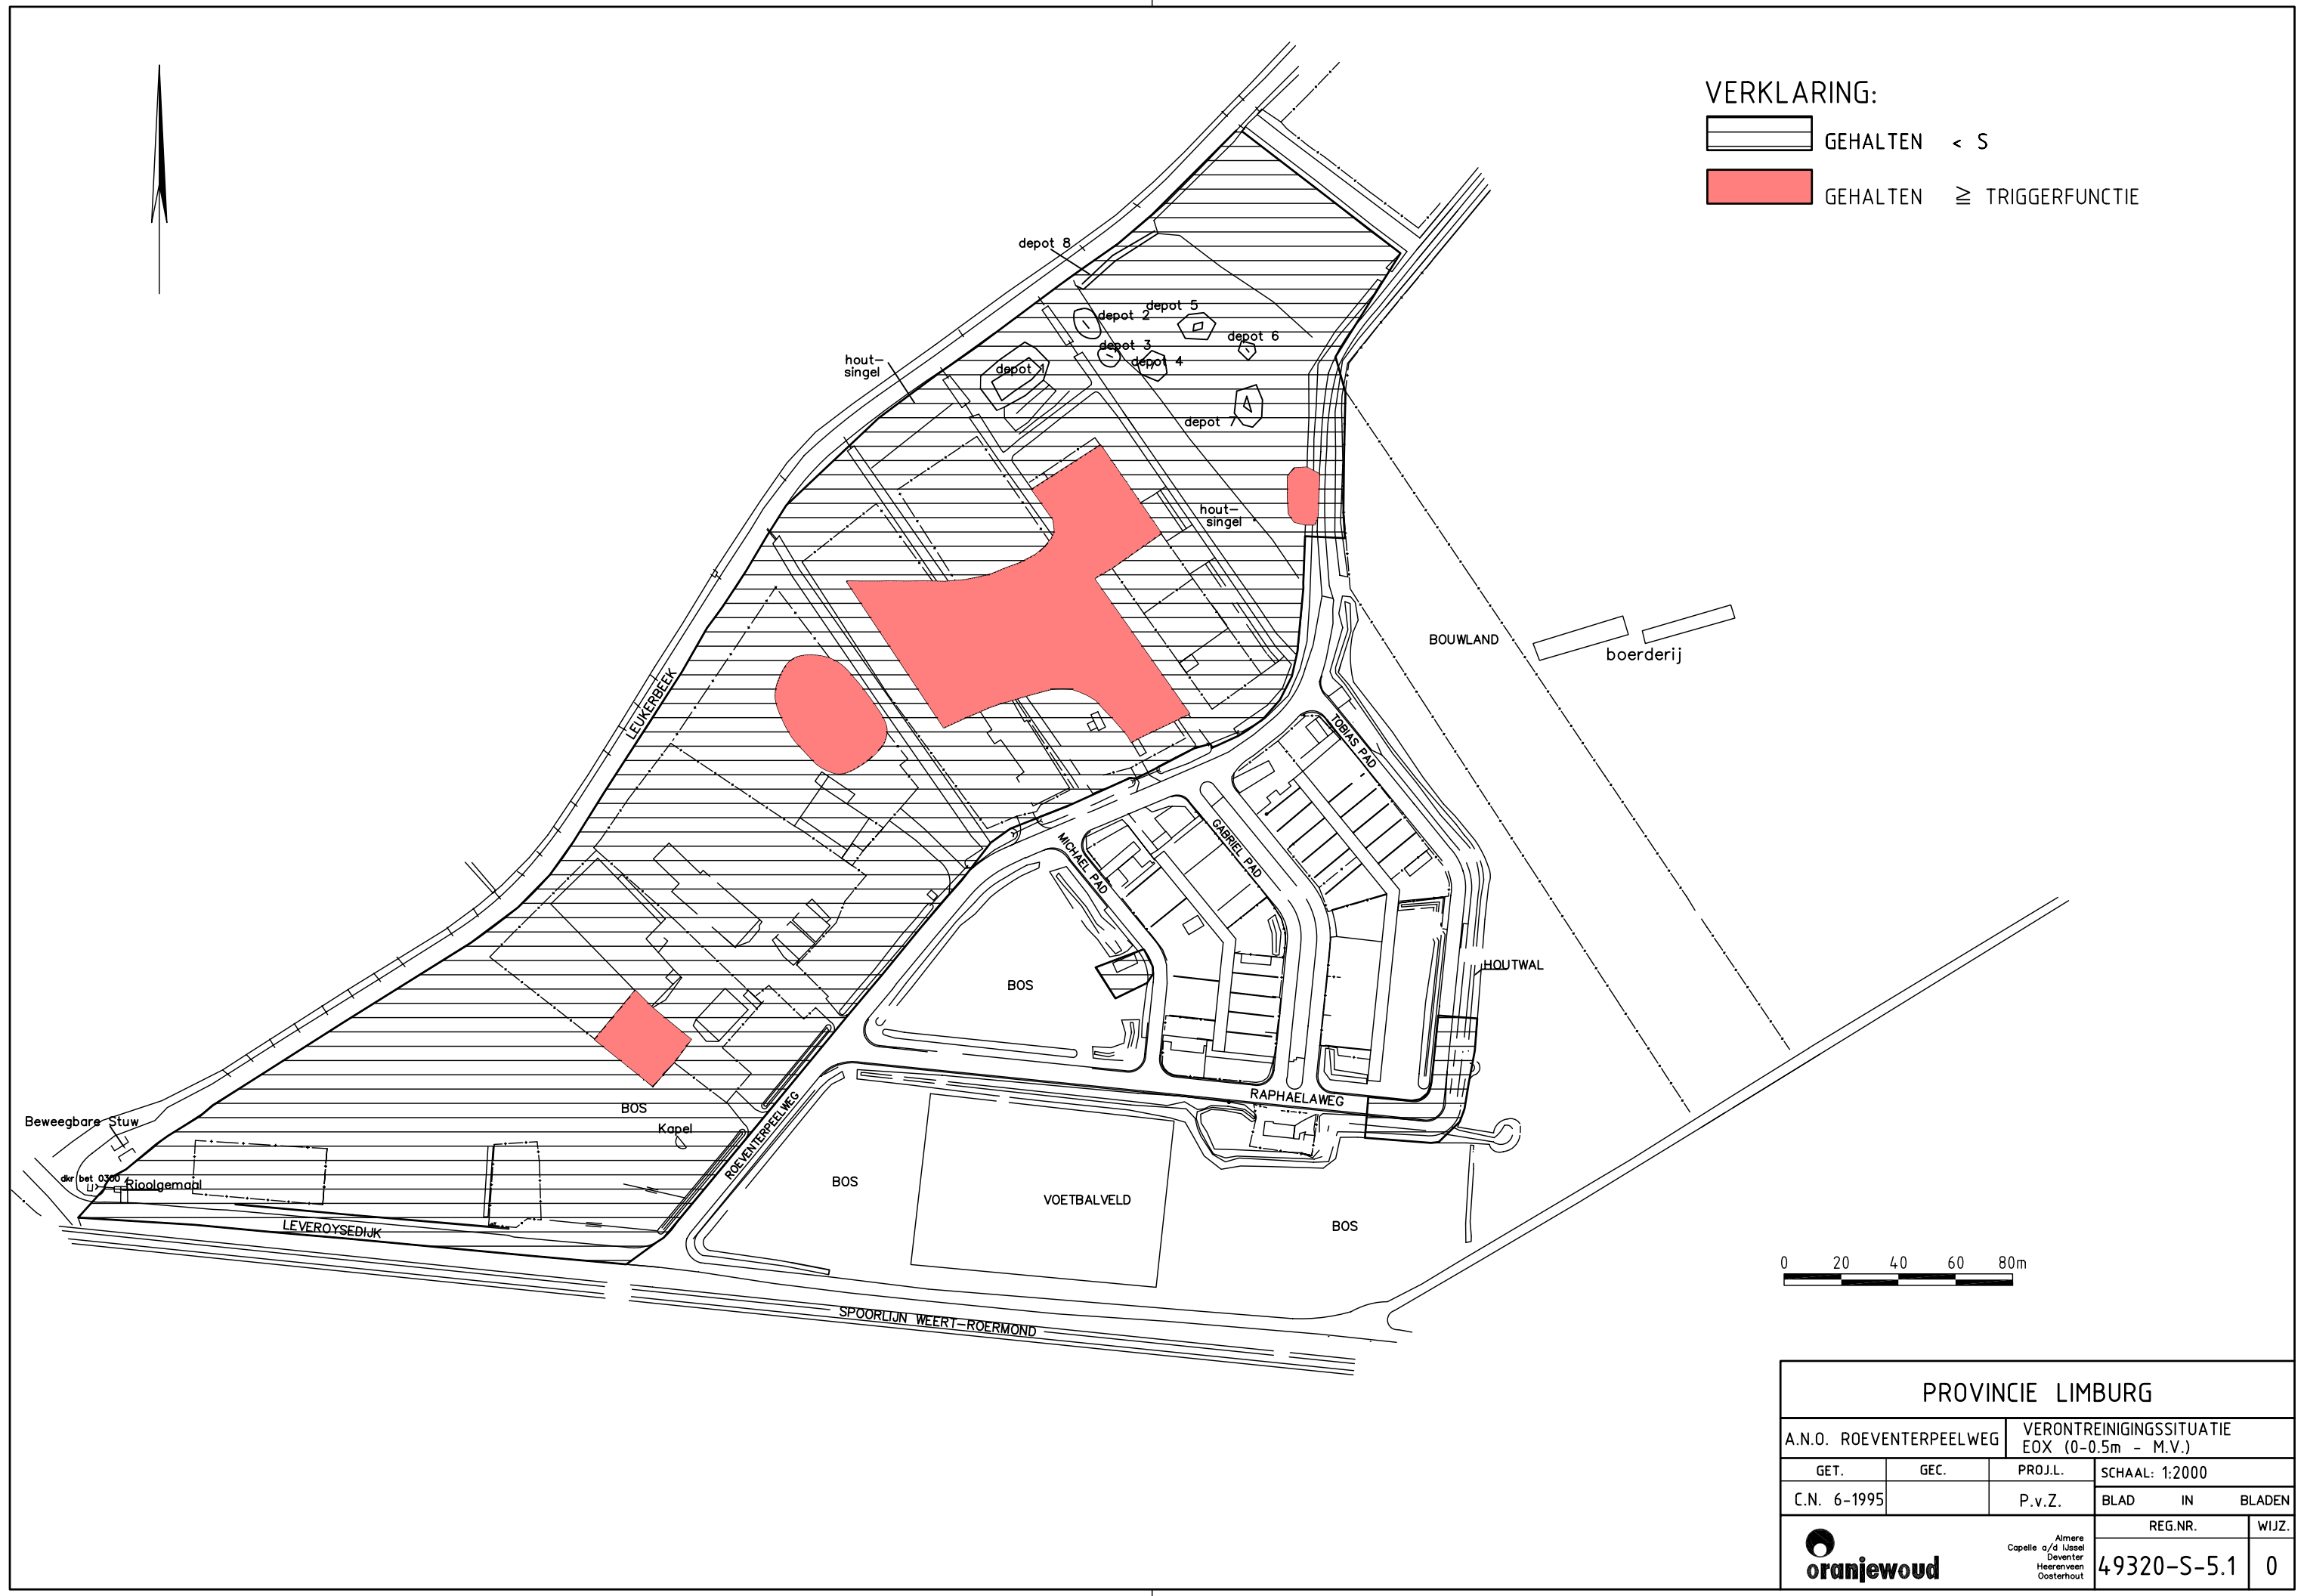 VERKLARING:
GEHALTEN < S
GEHALTEN ≧ TRIGGERFUNCTIE
depot 8
depot 5
depot 2
depot 6
depot 3
depot 4
depot 1
hout-
singel
depot 7
hout-
singel
BOUWLAND
boerderij
LEUKERBEEK
TOBIAS PAD
GABRIEL PAD
MICHAEL PAD
HOUTWAL
BOS
RAPHAELAWEG
BOS
Kapel
Beweegbare Stuw
dkr bet 0300
Rioolgemaal
ROEVENTERPEELWEG
BOS
VOETBALVELD
BOS
LEVEROYSEDIJK
SPOORLIJN WEERT-ROERMOND
0 20 40 60 80m
PROVINCIE LIMBURG
A.N.O. ROEVENTERPEELWEG
VERONTREINIGINGSSITUATIE
EOX (0-0.5m - M.V.)
GET. GEC. PROJ.L. SCHAAL: 1:2000
C.N. 6-1995 P.v.Z. BLAD IN BLADEN
REG.NR. WIJZ.
49320-S-5.1 0
oranjewoud
Almere
Capelle a/d IJssel
Deventer
Heerenveen
Oosterhout